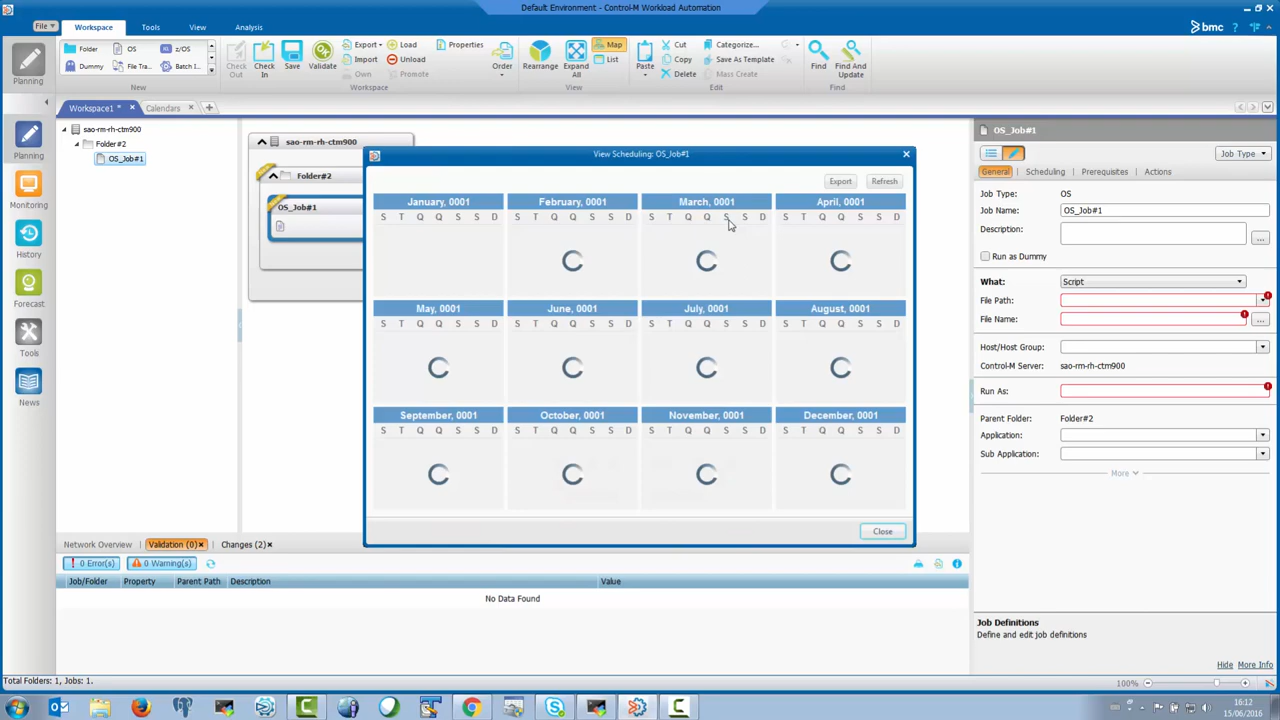 Default Environment - Control-M Workload Automation
File
Workspace
Tools
View
Analysis
bmc
Planning
Folder
OS
z/OS
Dummy
File Tra...
Batch I...
New
Check Out
Check In
Save
Validate
Export
Load
Properties
Import
Unload
Own
Promote
Workspace
Order
Rearrange
Expand All
Map
List
View
Paste
Cut
Copy
Delete
Categorize...
Save As Template
Mass Create
Edit
Find
Find And Update
Find
Planning
Monitoring
History
Forecast
Tools
News
Workspace1 *
Calendars
sao-rm-rh-ctm900
Folder#2
OS_Job#1
sao-rm-rh-ctm900
Folder#2
OS_Job#1
View Scheduling: OS_Job#1
Export
Refresh
January, 0001
February, 0001
March, 0001
April, 0001
S T Q Q S S D
S T Q Q S S D
S T Q Q S S D
S T Q Q S S D
May, 0001
June, 0001
July, 0001
August, 0001
S T Q Q S S D
S T Q Q S S D
S T Q Q S S D
S T Q Q S S D
September, 0001
October, 0001
November, 0001
December, 0001
S T Q Q S S D
S T Q Q S S D
S T Q Q S S D
S T Q Q S S D
Close
OS_Job#1
Job Type
General
Scheduling
Prerequisites
Actions
Job Type: OS
Job Name: OS_Job#1
Description:
Run as Dummy
What: Script
File Path:
File Name:
Host/Host Group:
Control-M Server: sao-rm-rh-ctm900
Run As:
Parent Folder: Folder#2
Application:
Sub Application:
More
Job Definitions
Define and edit job definitions
Hide
More Info
Network Overview
Validation (0)
Changes (2)
0 Error(s)
0 Warning(s)
Job/Folder
Property
Parent Path
Description
Value
No Data Found
Total Folders: 1, Jobs: 1.
100%
16:12
15/06/2016